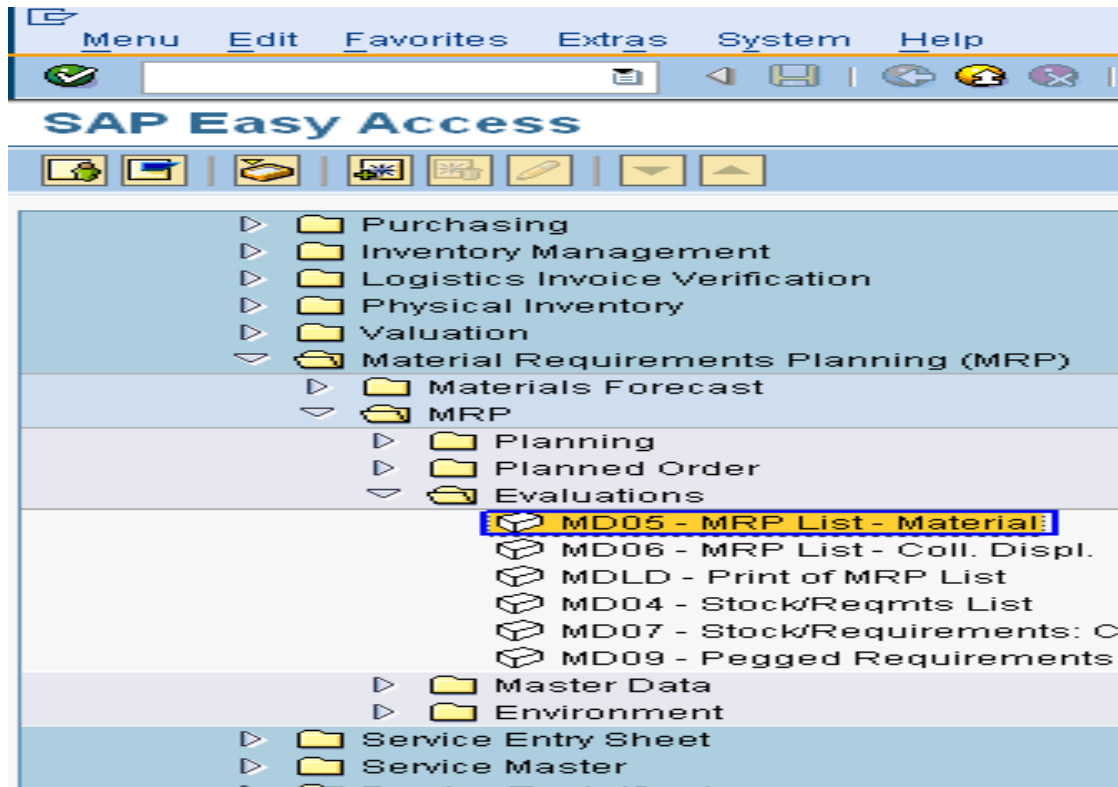 Menu Edit Favorites Extras System Help
SAP Easy Access
Purchasing
Inventory Management
Logistics Invoice Verification
Physical Inventory
Valuation
Material Requirements Planning (MRP)
Materials Forecast
MRP
Planning
Planned Order
Evaluations
MD05 - MRP List - Material
MD06 - MRP List - Coll. Displ.
MDLD - Print of MRP List
MD04 - Stock/Reqmts List
MD07 - Stock/Requirements: C
MD09 - Pegged Requirements
Master Data
Environment
Service Entry Sheet
Service Master